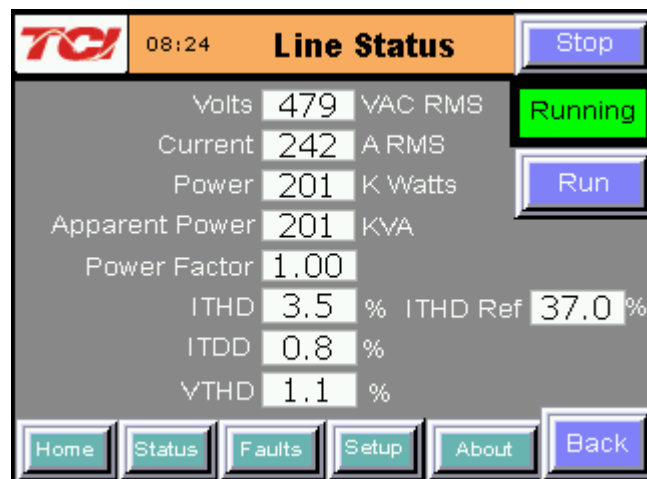 TCI 08:24 Line Status Stop
Volts 479 VAC RMS Running
Current 242 A RMS
Power 201 K Watts Run
Apparent Power 201 KVA
Power Factor 1.00
ITHD 3.5 % ITHD Ref 37.0 %
ITDD 0.8 %
VTHD 1.1 %
Home Status Faults Setup About Back